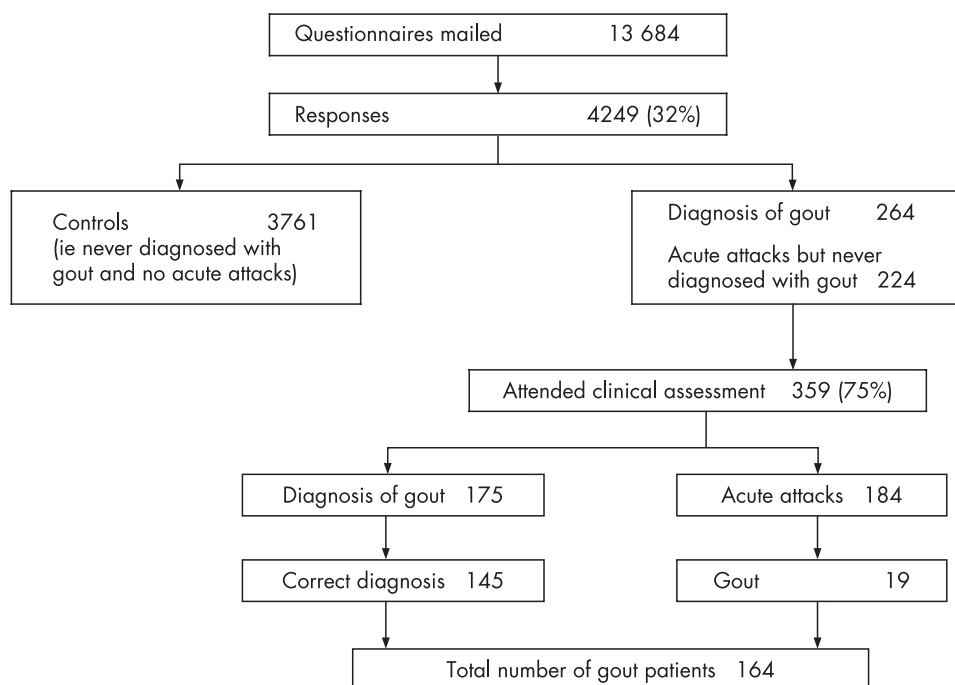 Questionnaires mailed 13 684
Responses 4249 (32%)
Controls 3761
(ie never diagnosed with
gout and no acute attacks)
Diagnosis of gout 264
Acute attacks but never
diagnosed with gout 224
Attended clinical assessment 359 (75%)
Diagnosis of gout 175
Acute attacks 184
Correct diagnosis 145
Gout 19
Total number of gout patients 164